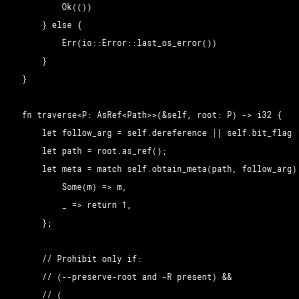 Ok(())
} else {
Err(io::Error::last_os_error())
}
}
fn traverse<P: AsRef<Path>>(&self, root: P) -> i32 {
let follow_arg = self.dereference || self.bit_flag
let path = root.as_ref();
let meta = match self.obtain_meta(path, follow_arg)
Some(m) => m,
_ => return 1,
};
// Prohibit only if:
// (--preserve-root and -R present) &&
// (